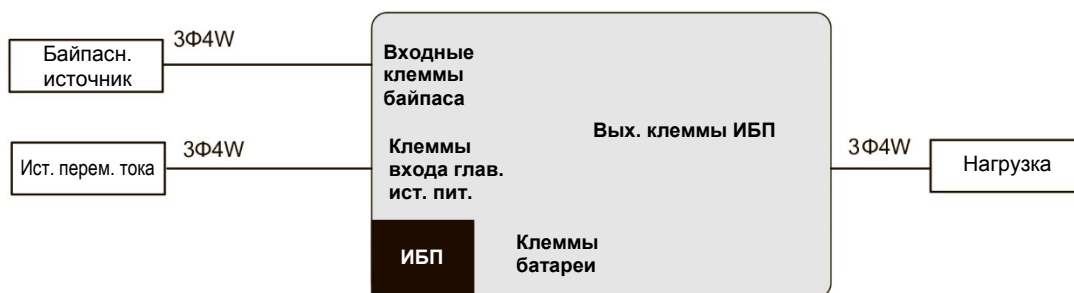 Байпасн.
источник
3Ф4W
Входные
клеммы
байпаса
Вых. клеммы ИБП
Ист. перем. тока
3Ф4W
Клеммы
входа глав.
ист. пит.
3Ф4W
Нагрузка
ИБП
Клеммы
батареи